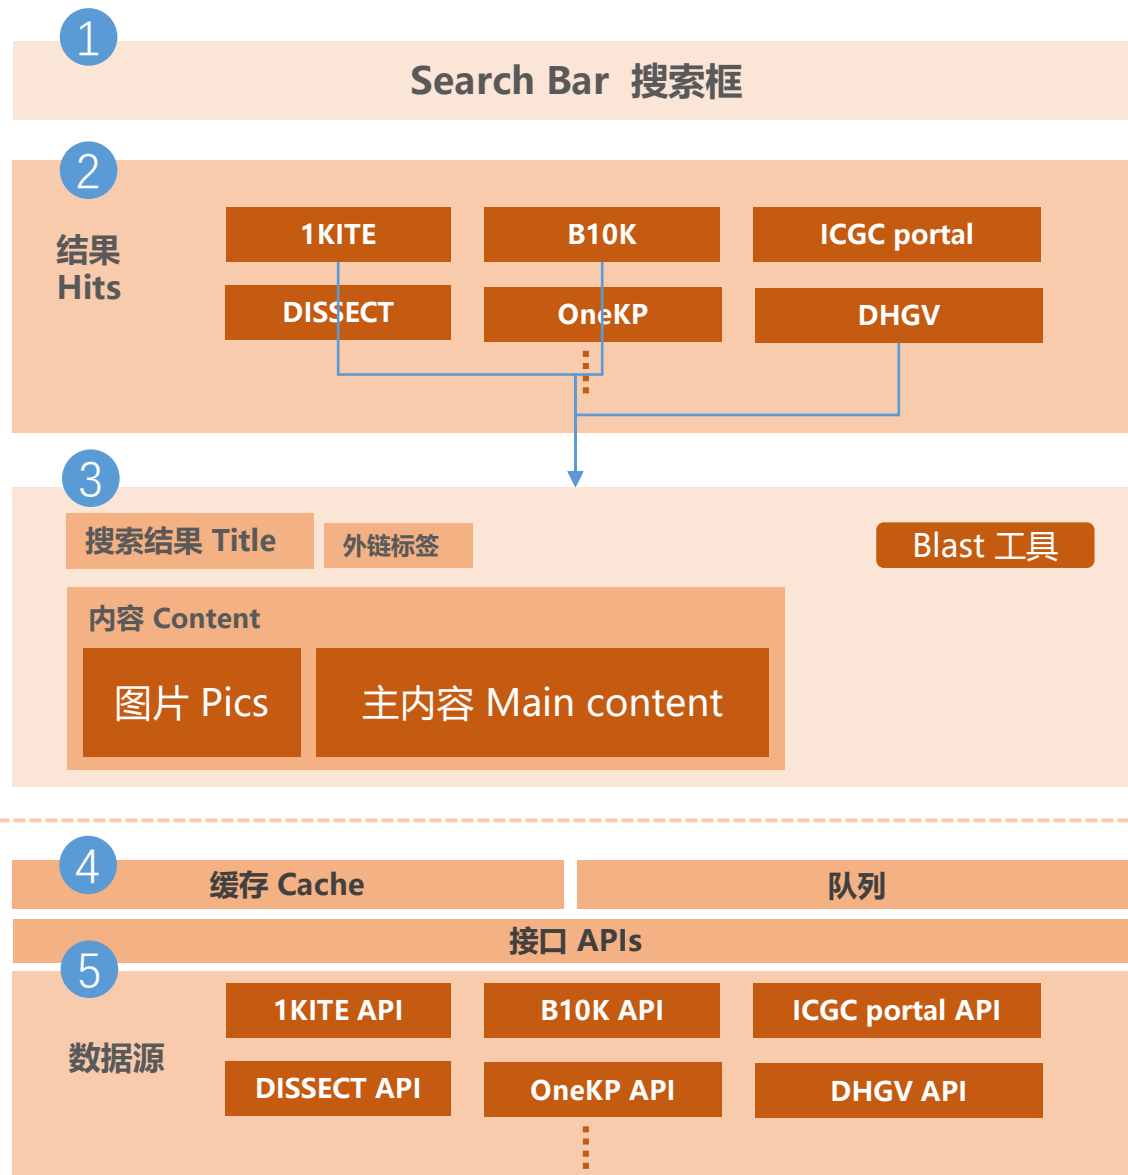 1
Search Bar 搜索框
2
结果
Hits
1KITE
B10K
ICGC portal
DISSECT
OneKP
DHGV
3
搜索结果 Title
外链标签
Blast 工具
内容 Content
图片 Pics
主内容 Main content
4
缓存 Cache
队列
接口 APIs
5
数据源
1KITE API
B10K API
ICGC portal API
DISSECT API
OneKP API
DHGV API